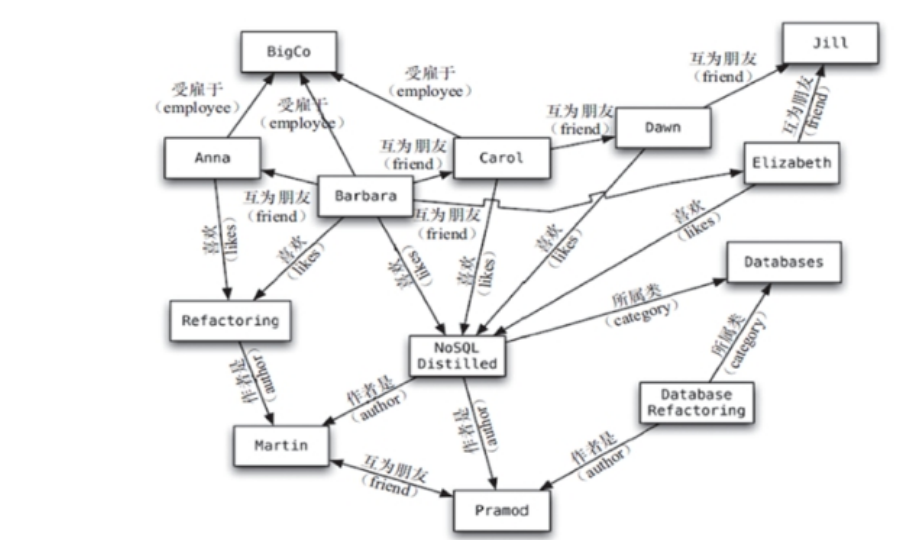 BigCo
Jill
受雇于
(employee)
受雇于
(employee)
受雇于
(employee)
互为朋友
(friend)
互为朋友
(friend)
互为朋友
(friend)
Anna
互为朋友
(friend)
Carol
Dawn
Elizabeth
Barbara
互为朋友
(friend)
互为朋友
(friend)
喜欢
(likes)
喜欢
(likes)
喜欢
(likes)
喜欢
(likes)
喜欢
(likes)
喜欢
(likes)
Databases
所属类
(category)
Refactoring
NoSQL
Distilled
所属类
(category)
作者是
(author)
作者是
(author)
作者是
(author)
Database
Refactoring
Martin
作者是
(author)
互为朋友
(friend)
Pramod